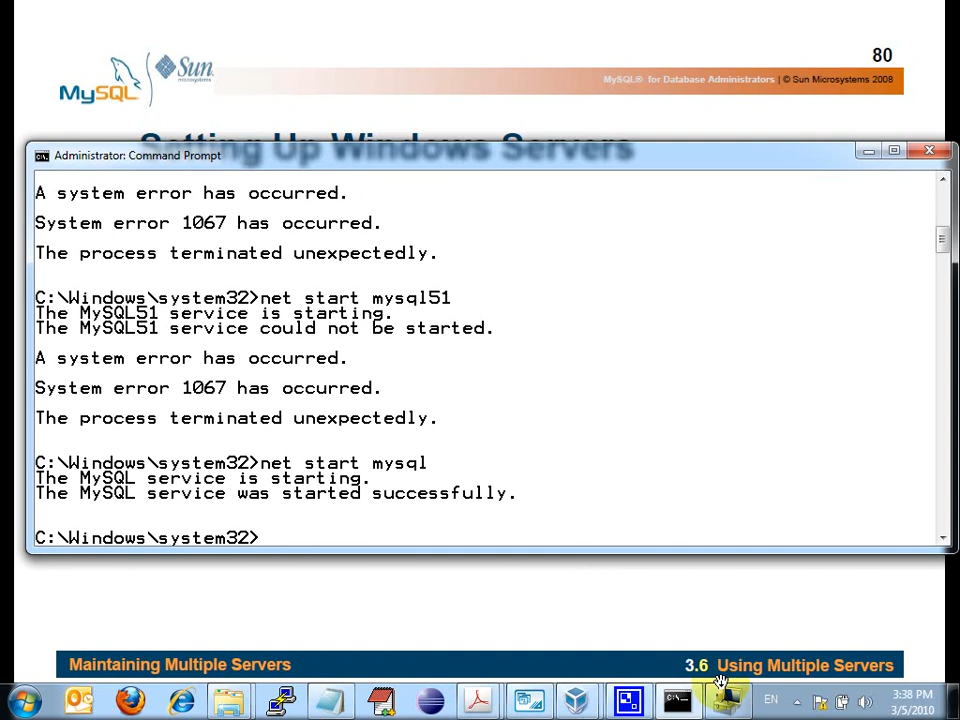 80
MySQL
Sun
microsystems
MySQL® for Database Administrators | © Sun Microsystems 2008
Setting Up Windows Servers
Administrator: Command Prompt
A system error has occurred.
System error 1067 has occurred.
The process terminated unexpectedly.
C:\Windows\system32>net start mysql51
The MySQL51 service is starting.
The MySQL51 service could not be started.
A system error has occurred.
System error 1067 has occurred.
The process terminated unexpectedly.
C:\Windows\system32>net start mysql
The MySQL service is starting.
The MySQL service was started successfully.
C:\Windows\system32>
Maintaining Multiple Servers
3.6 Using Multiple Servers
EN
3:38 PM
3/5/2010